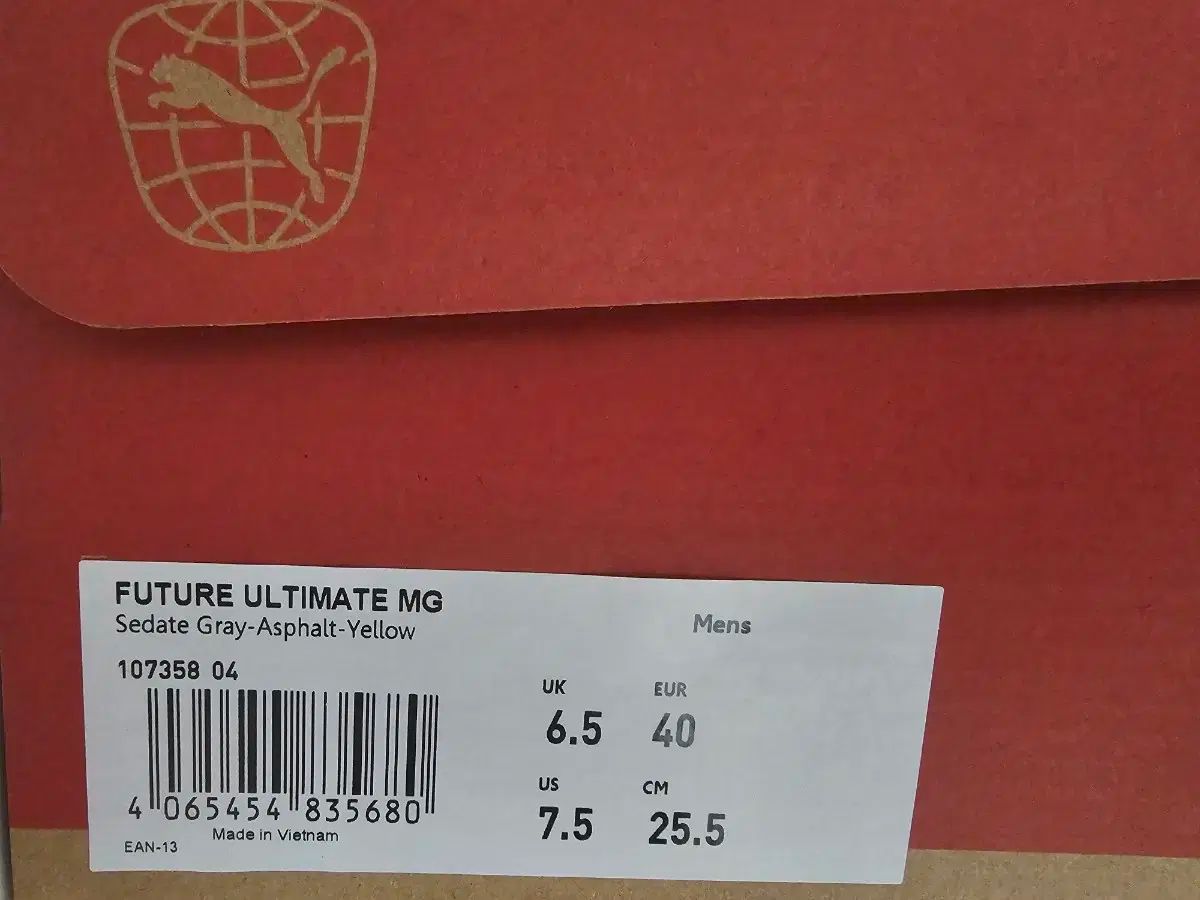 FUTURE ULTIMATE MG
Sedate Gray-Asphalt-Yellow
Mens
107358 04
UK EUR
6.5 40
US CM
7.5 25.5
4 065454 835680
Made in Vietnam
EAN-13